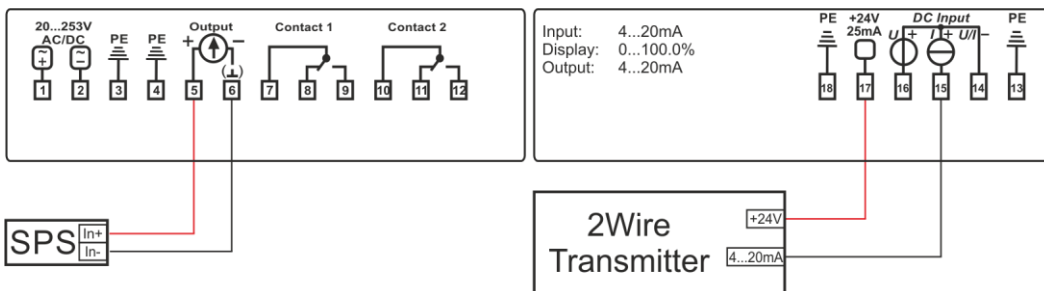 20...253V
AC/DC
PE
PE
Output
Contact 1
Contact 2
~
+
~
−
+
−
(⊥)
1
2
3
4
5
6
7
8
9
10
11
12
SPS
In+
In-
Input: 4...20mA
Display: 0...100.0%
Output: 4...20mA
PE
+24V
25mA
DC Input
PE
U + I + U/I −
18
17
16
15
14
13
2Wire
Transmitter
+24V
4...20mA